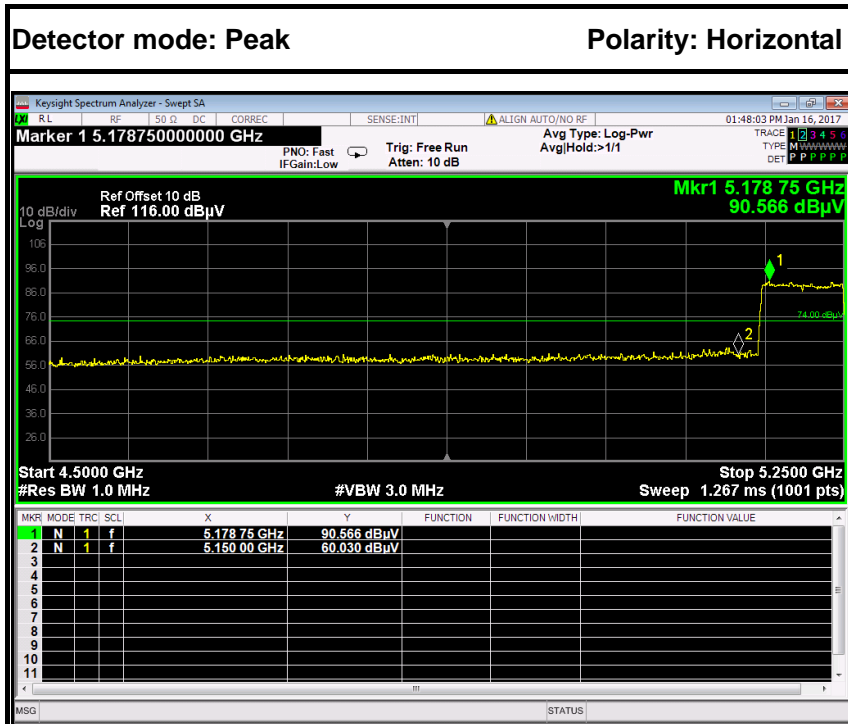 Detector mode: Peak Polarity: Horizontal
Keysight Spectrum Analyzer - Swept SA
RL RF 50 Ω DC CORREC SENSE:INT ALIGN AUTO/NO RF 01:48:03 PM Jan 16, 2017
Marker 1 5.178750000000 GHz
PNO: Fast
IFGain:Low
Trig: Free Run
Atten: 10 dB
Avg Type: Log-Pwr
Avg|Hold:>1/1
TRACE 1 2 3 4 5 6
TYPE M WWWWW
DET P P P P P P
Mkr1 5.178 75 GHz
90.566 dBµV
Ref Offset 10 dB
10 dB/div Ref 116.00 dBµV
Log
106
96.0
86.0
76.0
66.0
56.0
46.0
36.0
26.0
1
74.00 dBµV
2
Start 4.5000 GHz Stop 5.2500 GHz
#Res BW 1.0 MHz #VBW 3.0 MHz Sweep 1.267 ms (1001 pts)
MKR MODE TRC SCL X Y FUNCTION FUNCTION WIDTH FUNCTION VALUE
1 N 1 f 5.178 75 GHz 90.566 dBµV
2 N 1 f 5.150 00 GHz 60.030 dBµV
3
4
5
6
7
8
9
10
11
MSG STATUS